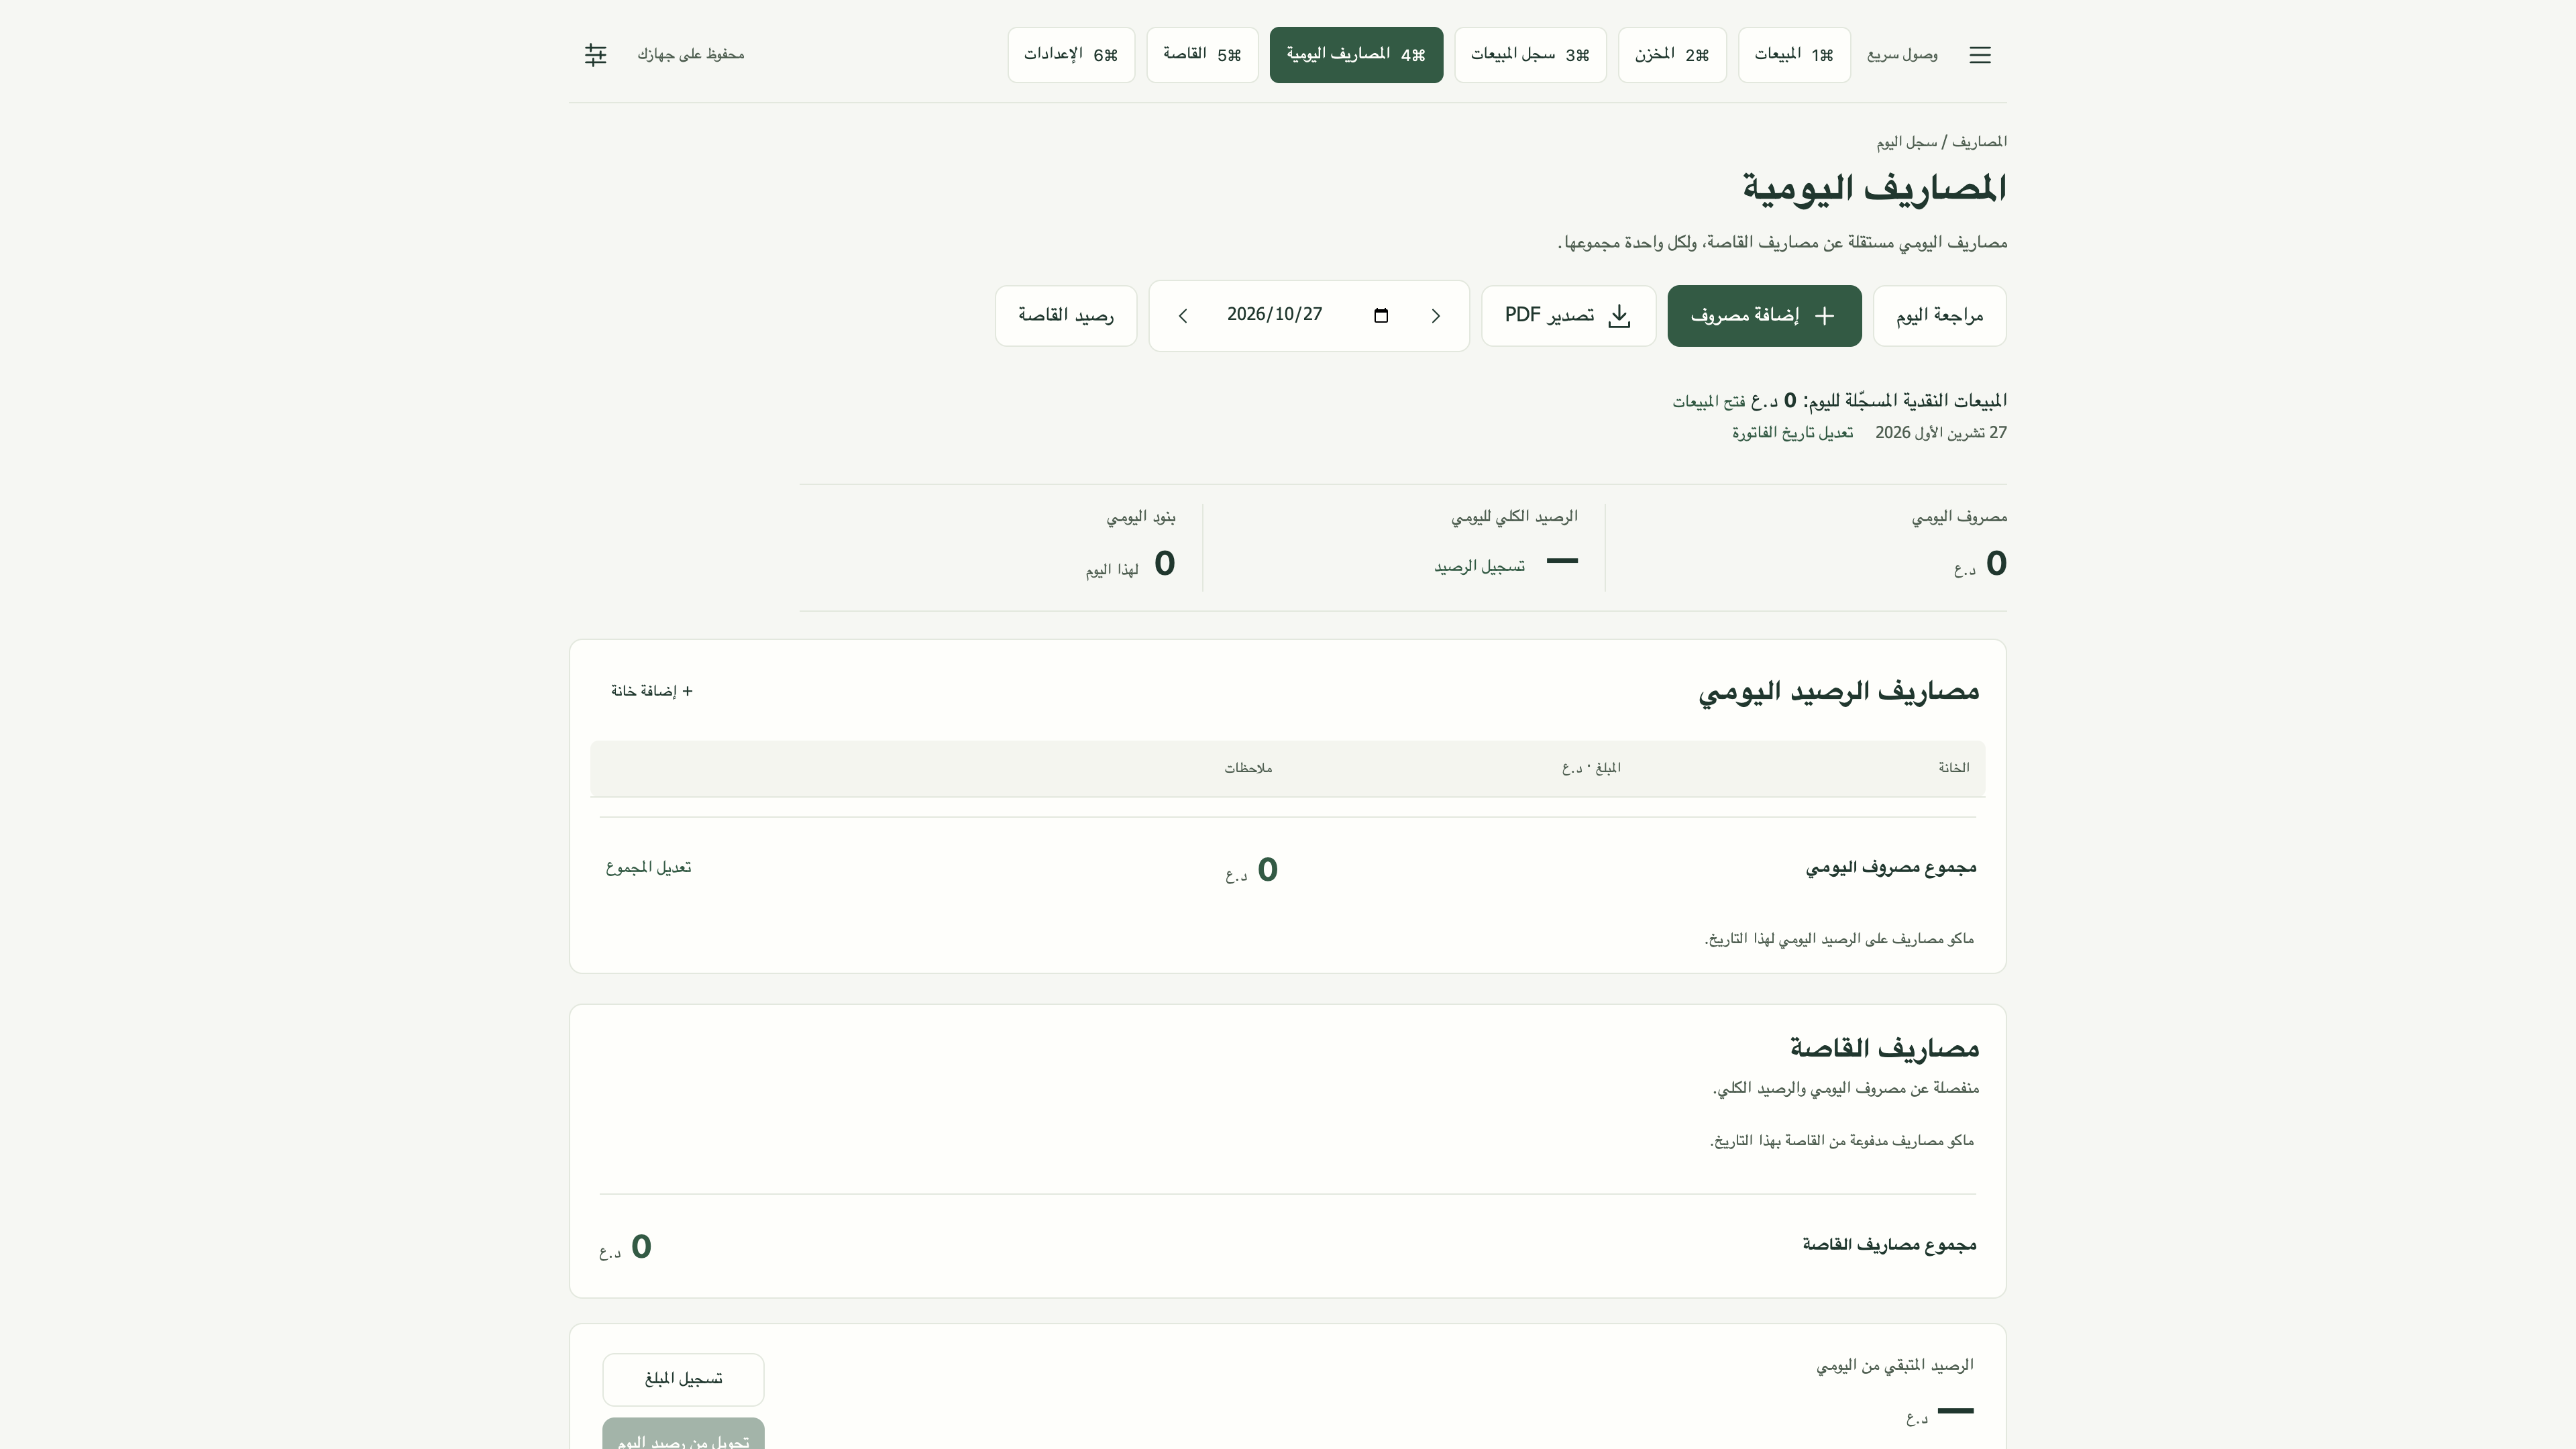 وصول سريع
⌘1 المبيعات
⌘2 المخزن
⌘3 سجل المبيعات
⌘4 المصاريف اليومية
⌘5 القاصة
⌘6 الإعدادات
محفوظ على جهازك
المصاريف / سجل اليوم
المصاريف اليومية
مصاريف اليومي مستقلة عن مصاريف القاصة، ولكل واحدة مجموعها.
مراجعة اليوم
إضافة مصروف
تصدير PDF
2026/10/27
رصيد القاصة
المبيعات النقدية المسجّلة لليوم: 0 د.ع فتح المبيعات
27 تشرين الأول 2026 تعديل تاريخ الفاتورة
مصروف اليومي
0 د.ع
الرصيد الكلي لليومي
— تسجيل الرصيد
بنود اليومي
0 لهذا اليوم
مصاريف الرصيد اليومي
+ إضافة خانة
الخانة المبلغ · د.ع ملاحظات
مجموع مصروف اليومي 0 د.ع تعديل المجموع
ماكو مصاريف على الرصيد اليومي لهذا التاريخ.
مصاريف القاصة
منفصلة عن مصروف اليومي والرصيد الكلي.
ماكو مصاريف مدفوعة من القاصة بهذا التاريخ.
مجموع مصاريف القاصة 0 د.ع
الرصيد المتبقي من اليومي
— د.ع
تسجيل المبلغ
تحويل من رصيد اليوم